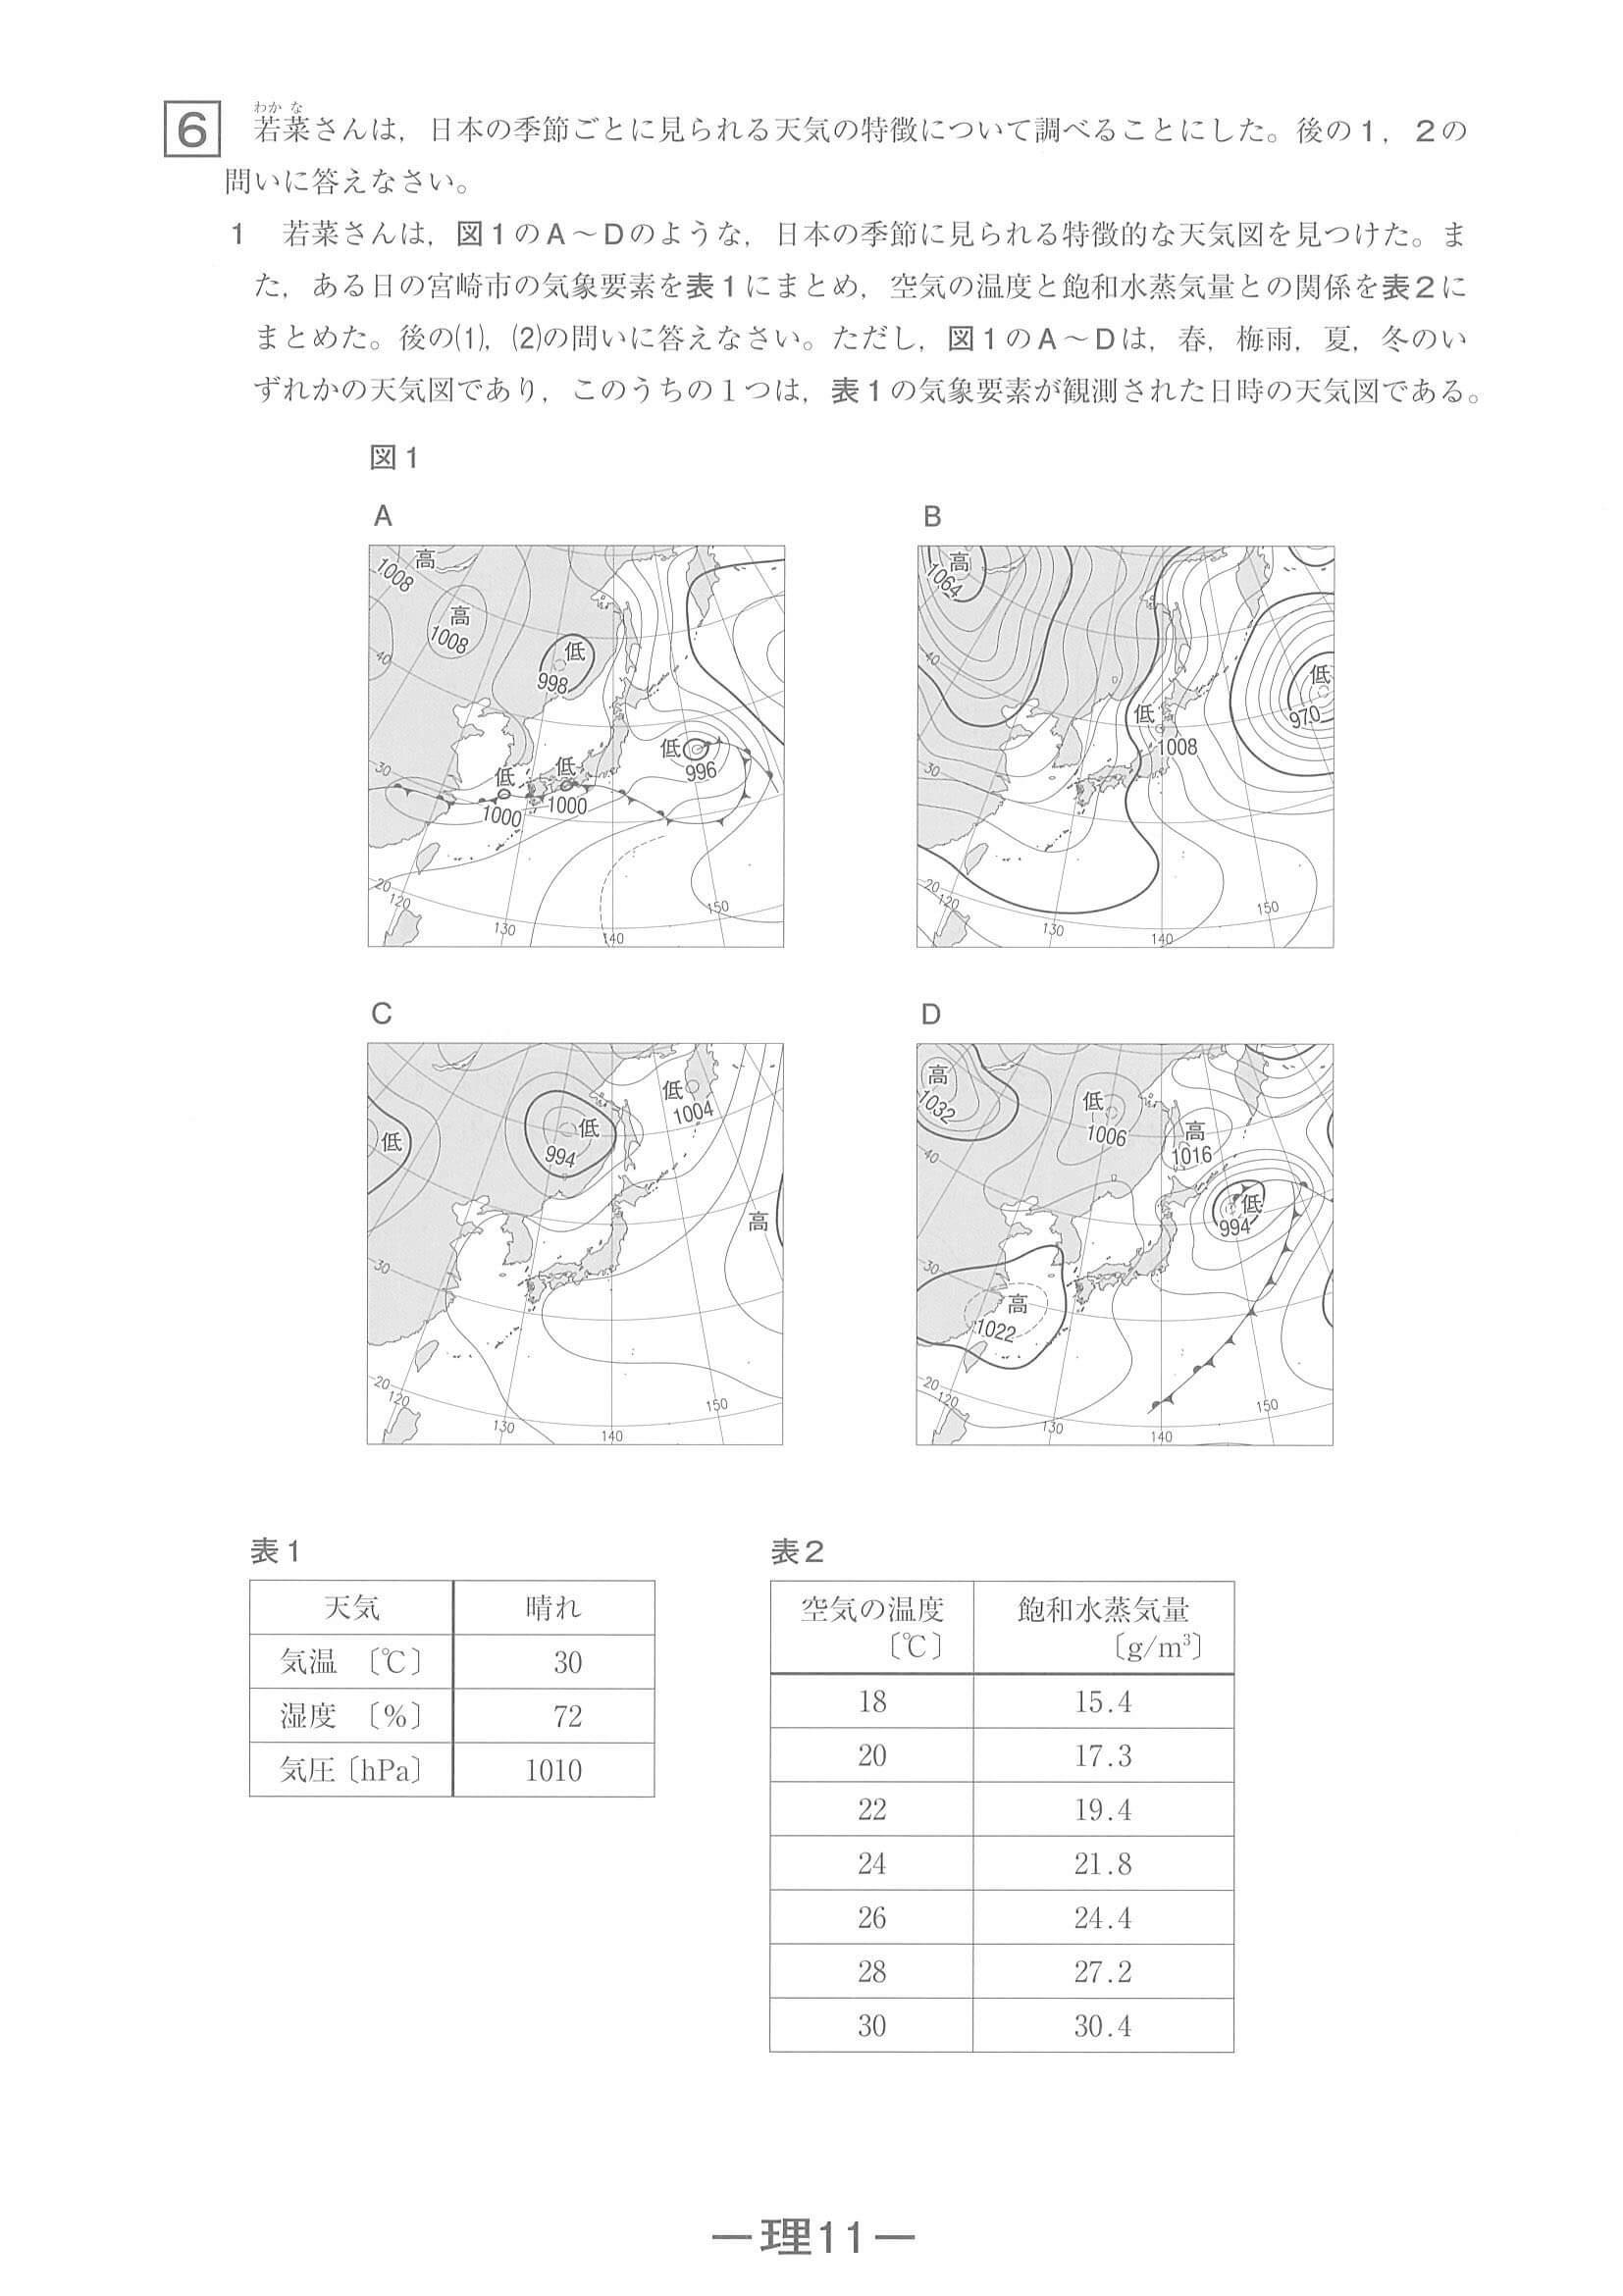 わか な
6 若菜さんは，日本の季節ごとに見られる天気の特徴について調べることにした。後の1，2の
問いに答えなさい。
1 若菜さんは，図1のA～Dのような，日本の季節に見られる特徴的な天気図を見つけた。ま
た，ある日の宮崎市の気象要素を表1にまとめ，空気の温度と飽和水蒸気量との関係を表2に
まとめた。後の⑴，⑵の問いに答えなさい。ただし，図1のA～Dは，春，梅雨，夏，冬のい
ずれかの天気図であり，このうちの1つは，表1の気象要素が観測された日時の天気図である。
図1
A
高
1008
高
1008
低
998
低
996
低
1000
低
1000
40
30
20
120
130
140
150
B
高
1064
低
970
低
1008
40
30
20
120
130
140
150
C
低
低
994
低
1004
高
30
20
120
130
140
150
D
高
1032
低
1006
高
1016
低
994
高
1022
40
30
20
120
130
140
150
表1
天気 晴れ
気温 〔℃〕 30
湿度 〔％〕 72
気圧〔hPa〕 1010
表2
空気の温度 飽和水蒸気量
〔℃〕 〔g/m³〕
18 15.4
20 17.3
22 19.4
24 21.8
26 24.4
28 27.2
30 30.4
—理11—